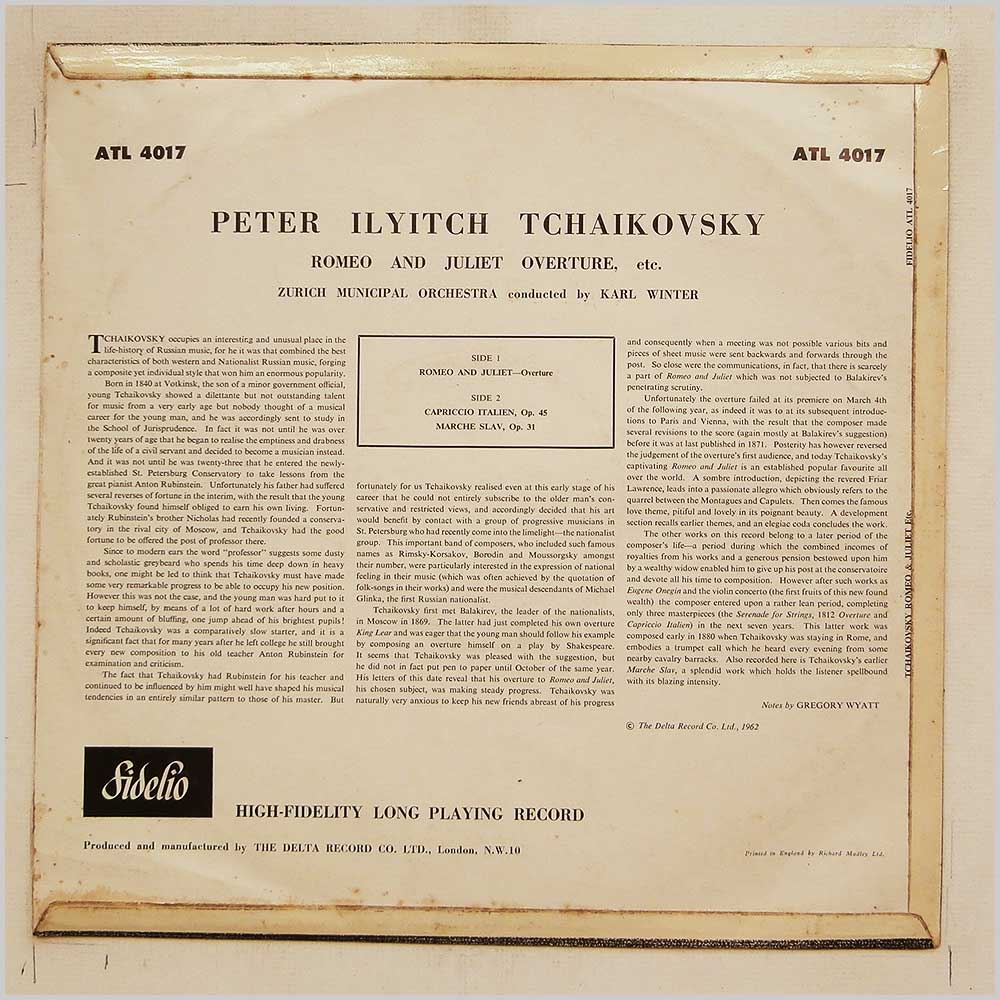 ATL 4017
ATL 4017
PETER ILYITCH TCHAIKOVSKY
ROMEO AND JULIET OVERTURE, etc.
ZURICH MUNICIPAL ORCHESTRA conducted by KARL WINTER
TCHAIKOVSKY occupies an interesting and unusual place in the
life-history of Russian music, for he it was that combined the best
characteristics of both western and Nationalist Russian music, forging
a composite yet individual style that won him an enormous popularity.
Born in 1840 at Votkinsk, the son of a minor government official,
young Tchaikovsky showed a dilettante but not outstanding talent
for music from a very early age but nobody thought of a musical
career for the young man, and he was accordingly sent to study in
the School of Jurisprudence. In fact it was not until he was over
twenty years of age that he began to realise the emptiness and drabness
of the life of a civil servant and decided to become a musician instead.
And it was not until he was twenty-three that he entered the newly-
established St. Petersburg Conservatory to take lessons from the
great pianist Anton Rubinstein. Unfortunately his father had suffered
several reverses of fortune in the interim, with the result that the young
Tchaikovsky found himself obliged to earn his own living. Fortun-
ately Rubinstein's brother Nicholas had recently founded a conserva-
tory in the rival city of Moscow, and Tchaikovsky had the good
fortune to be offered the post of professor there.
Since to modern ears the word "professor" suggests some dusty
and scholastic greybeard who spends his time deep down in heavy
books, one might be led to think that Tchaikovsky must have made
some very remarkable progress to be able to occupy his new position.
However this was not the case, and the young man was hard put to it
to keep himself, by means of a lot of hard work after hours and a
certain amount of bluffing, one jump ahead of his brightest pupils!
Indeed Tchaikovsky was a comparatively slow starter, and it is a
significant fact that for many years after he left college he still brought
every new composition to his old teacher Anton Rubinstein for
examination and criticism.
The fact that Tchaikovsky had Rubinstein for his teacher and
continued to be influenced by him might well have shaped his musical
tendencies in an entirely similar pattern to those of his master. But
SIDE 1
ROMEO AND JULIET—Overture
SIDE 2
CAPRICCIO ITALIEN, Op. 45
MARCHE SLAV, Op. 31
fortunately for us Tchaikovsky realised even at this early stage of his
career that he could not entirely subscribe to the older man's con-
servative and restricted views, and accordingly decided that his art
would benefit by contact with a group of progressive musicians in
St. Petersburg who had recently come into the limelight—the nationalist
group. This important band of composers, who included such famous
names as Rimsky-Korsakov, Borodin and Moussorgsky amongst
their number, were particularly interested in the expression of national
feeling in their music (which was often achieved by the quotation of
folk-songs in their works) and were the musical descendants of Michael
Glinka, the first Russian nationalist.
Tchaikovsky first met Balakirev, the leader of the nationalists,
in Moscow in 1869. The latter had just completed his own overture
King Lear and was eager that the young man should follow his example
by composing an overture himself on a play by Shakespeare.
It seems that Tchaikovsky was pleased with the suggestion, but
he did not in fact put pen to paper until October of the same year.
His letters of this date reveal that his overture to Romeo and Juliet,
his chosen subject, was making steady progress. Tchaikovsky was
naturally very anxious to keep his new friends abreast of his progress
and consequently when a meeting was not possible various bits and
pieces of sheet music were sent backwards and forwards through the
post. So close were the communications, in fact, that there is scarcely
a part of Romeo and Juliet which was not subjected to Balakirev's
penetrating scrutiny.
Unfortunately the overture failed at its premiere on March 4th
of the following year, as indeed it was to at its subsequent introduc-
tions to Paris and Vienna, with the result that the composer made
several revisions to the score (again mostly at Balakirev's suggestion)
before it was at last published in 1871. Posterity has however reversed
the judgement of the overture's first audience, and today Tchaikovsky's
captivating Romeo and Juliet is an established popular favourite all
over the world. A sombre introduction, depicting the revered Friar
Lawrence, leads into a passionate allegro which obviously refers to the
quarrel between the Montagues and Capulets. Then comes the famous
love theme, pitiful and lovely in its poignant beauty. A development
section recalls earlier themes, and an elegiac coda concludes the work.
The other works on this record belong to a later period of the
composer's life—a period during which the combined incomes of
royalties from his works and a generous pension bestowed upon him
by a wealthy widow enabled him to give up his post at the conservatoire
and devote all his time to composition. However after such works as
Eugene Onegin and the violin concerto (the first fruits of this new found
wealth) the composer entered upon a rather lean period, completing
only three masterpieces (the Serenade for Strings, 1812 Overture and
Capriccio Italien) in the next seven years. This latter work was
composed early in 1880 when Tchaikovsky was staying in Rome, and
embodies a trumpet call which he heard every evening from some
nearby cavalry barracks. Also recorded here is Tchaikovsky's earlier
Marche Slav, a splendid work which holds the listener spellbound
with its blazing intensity.
Notes by GREGORY WYATT
© The Delta Record Co. Ltd., 1962
FIDELIO ATL 4017
TCHAIKOVSKY ROMEO & JULIET Etc.
Fidelio
HIGH-FIDELITY LONG PLAYING RECORD
Produced and manufactured by THE DELTA RECORD CO. LTD., London, N.W.10
Printed in England by Richard Madley Ltd.